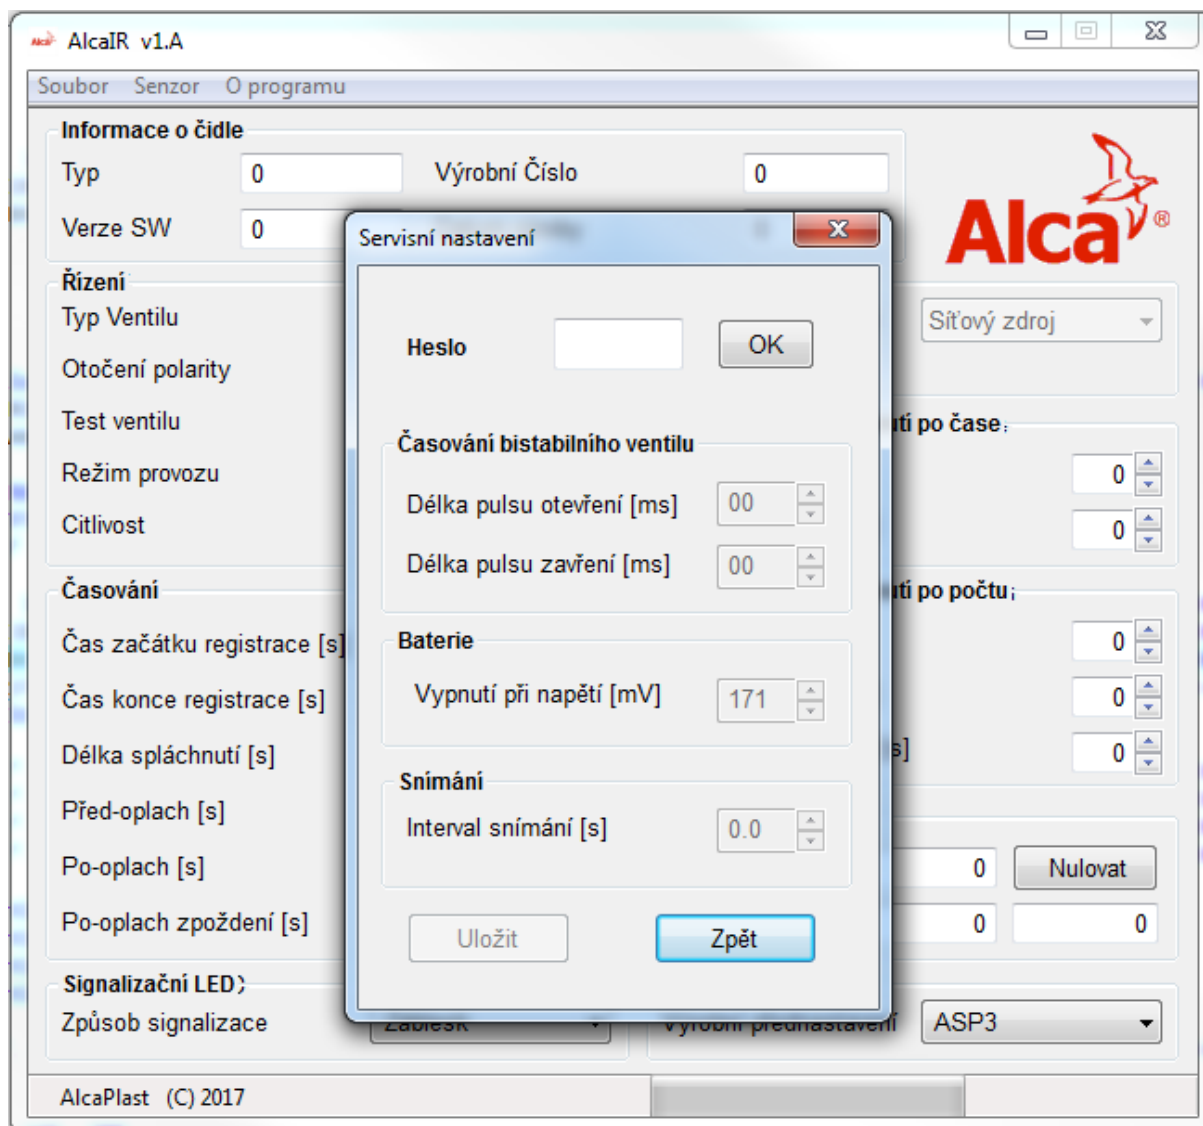 AlcaIR v1.A
Soubor Senzor O programu
Informace o čidle
Typ 0 Výrobní Číslo 0
Verze SW 0
Alca®
Řízení
Typ Ventilu
Síťový zdroj
Otočení polarity
Test ventilu
po čase
Režim provozu 0
Citlivost 0
Časování
po počtu
Čas začátku registrace [s] 0
Čas konce registrace [s] 0
Délka spláchnutí [s] s] 0
Před-oplach [s]
Po-oplach [s] 0 Nulovat
Po-oplach zpoždění [s] 0 0
Signalizační LED
Způsob signalizace Záblesk Výrobní přednastavení ASP3
AlcaPlast (C) 2017
Servisní nastavení
Heslo OK
Časování bistabilního ventilu
Délka pulsu otevření [ms] 00
Délka pulsu zavření [ms] 00
Baterie
Vypnutí při napětí [mV] 171
Snímání
Interval snímání [s] 0.0
Uložit Zpět